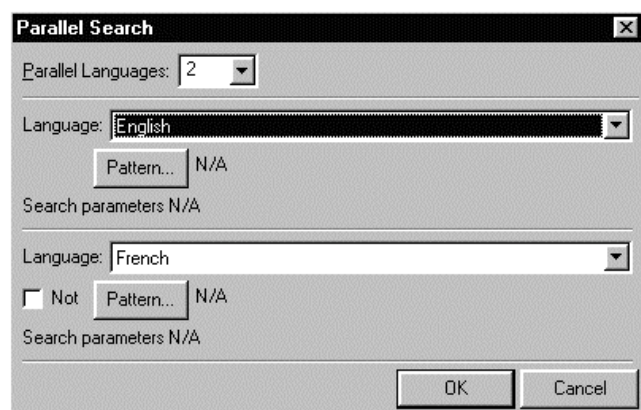 Parallel Search
Parallel Languages: 2
Language: English
Pattern... N/A
Search parameters N/A
Language: French
Not Pattern... N/A
Search parameters N/A
OK Cancel